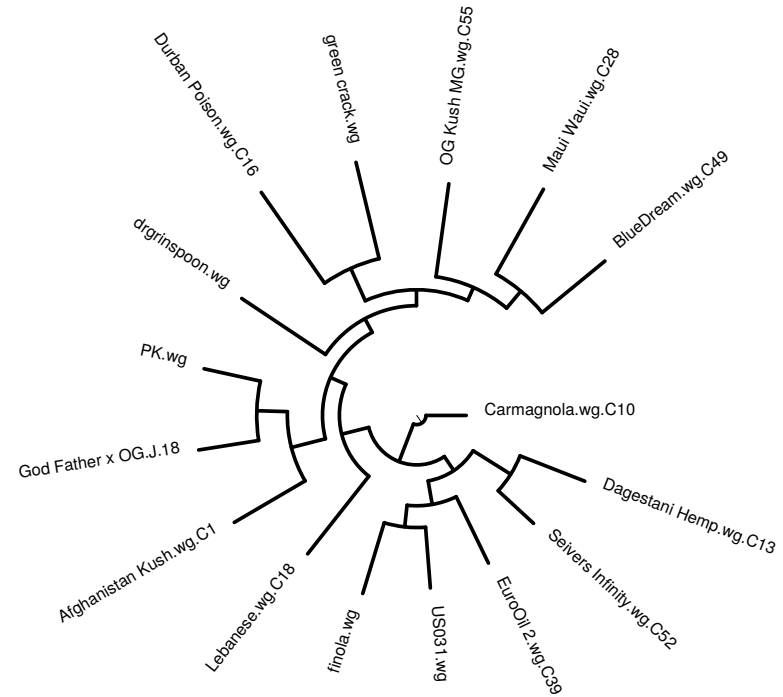 OG Kush MG.wg.C55
green crack.wg
Durban Poison.wg.C16
Maui Waui.wg.C28
BlueDream.wg.C49
drgrinspoon.wg
PK.wg
Carmagnola.wg.C10
God Father x OG.J.18
Dagestani Hemp.wg.C13
Afghanistan Kush.wg.C1
Seivers Infinity.wg.C52
Lebanese.wg.C18
EuroOil 2.wg.C39
finola.wg
US031.wg